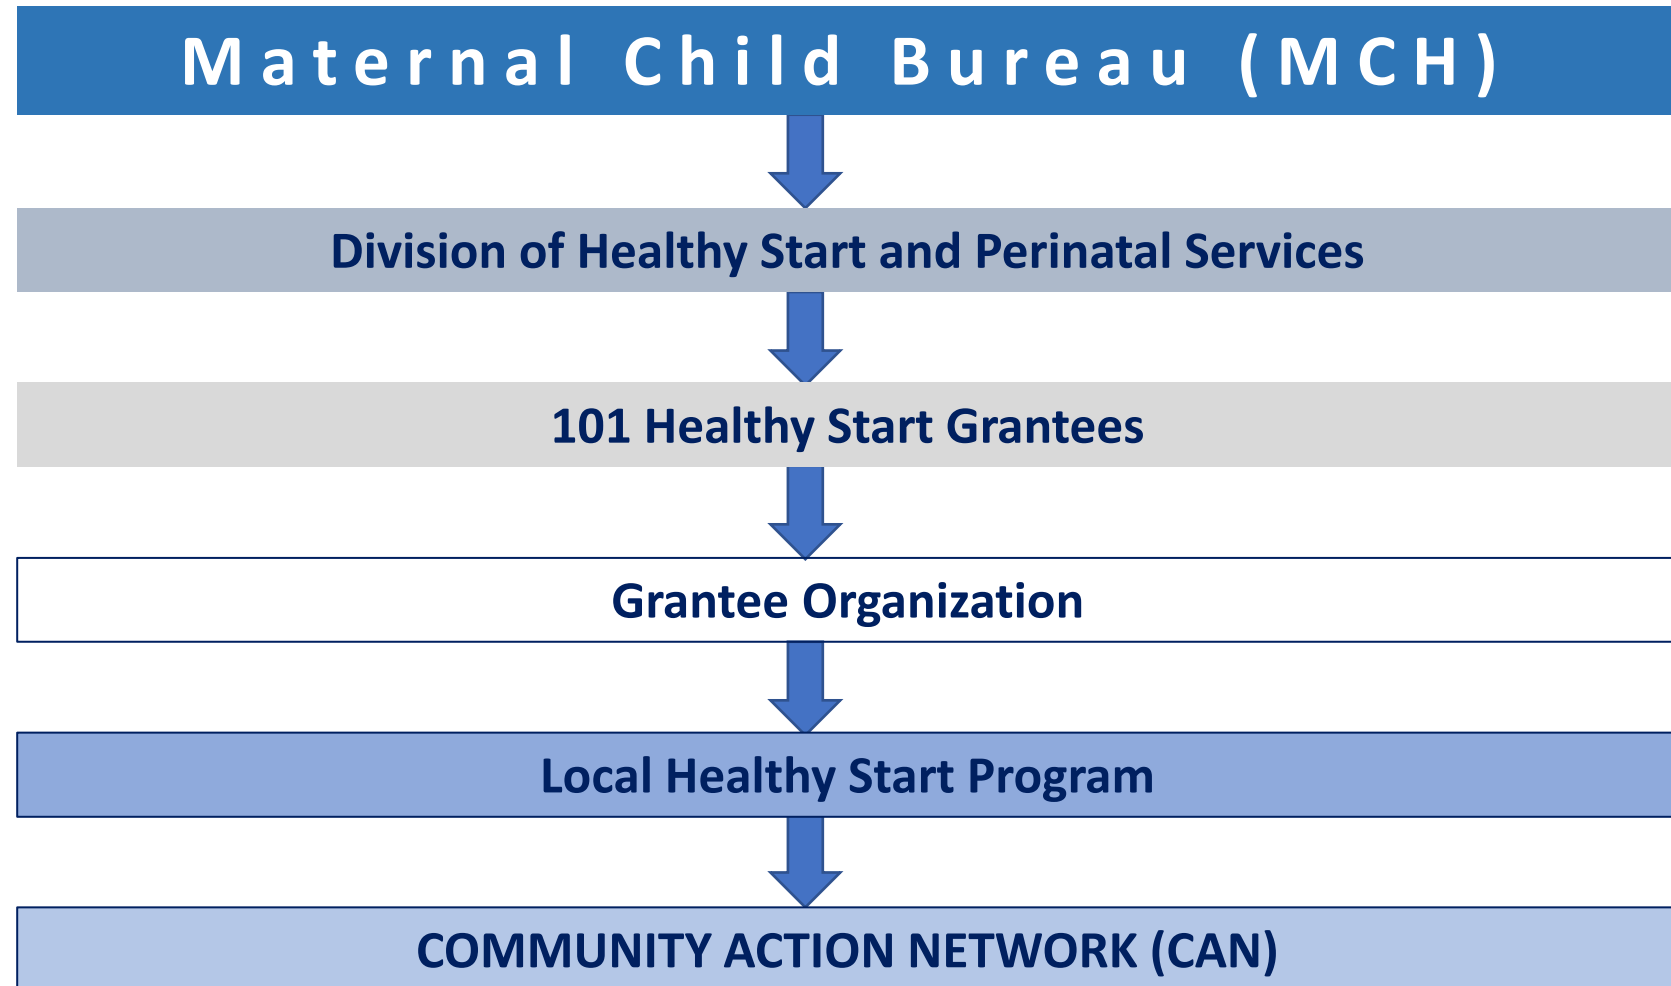 Maternal Child Bureau (MCH)
Division of Healthy Start and Perinatal Services
101 Healthy Start Grantees
Grantee Organization
Local Healthy Start Program
COMMUNITY ACTION NETWORK (CAN)